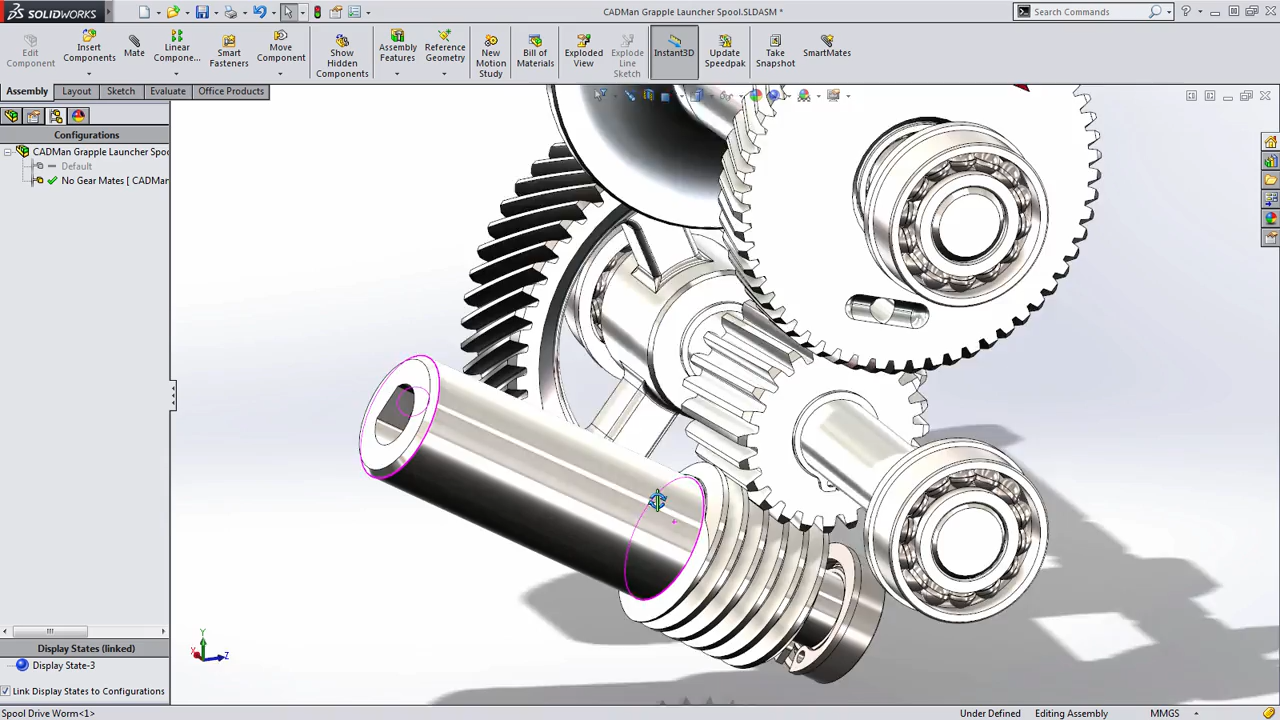 SOLIDWORKS
CADMan Grapple Launcher Spool.SLDASM *
Search Commands
Edit Component
Insert Components
Mate
Linear Compone...
Smart Fasteners
Move Component
Show Hidden Components
Assembly Features
Reference Geometry
New Motion Study
Bill of Materials
Exploded View
Explode Line Sketch
Instant3D
Update Speedpak
Take Snapshot
SmartMates
Assembly Layout Sketch Evaluate Office Products
Configurations
CADMan Grapple Launcher Spoo
Default
No Gear Mates [ CADMar
Y
X
Z
Display States (linked)
Display State-3
Link Display States to Configurations
Spool Drive Worm<1>
Under Defined
Editing Assembly
MMGS